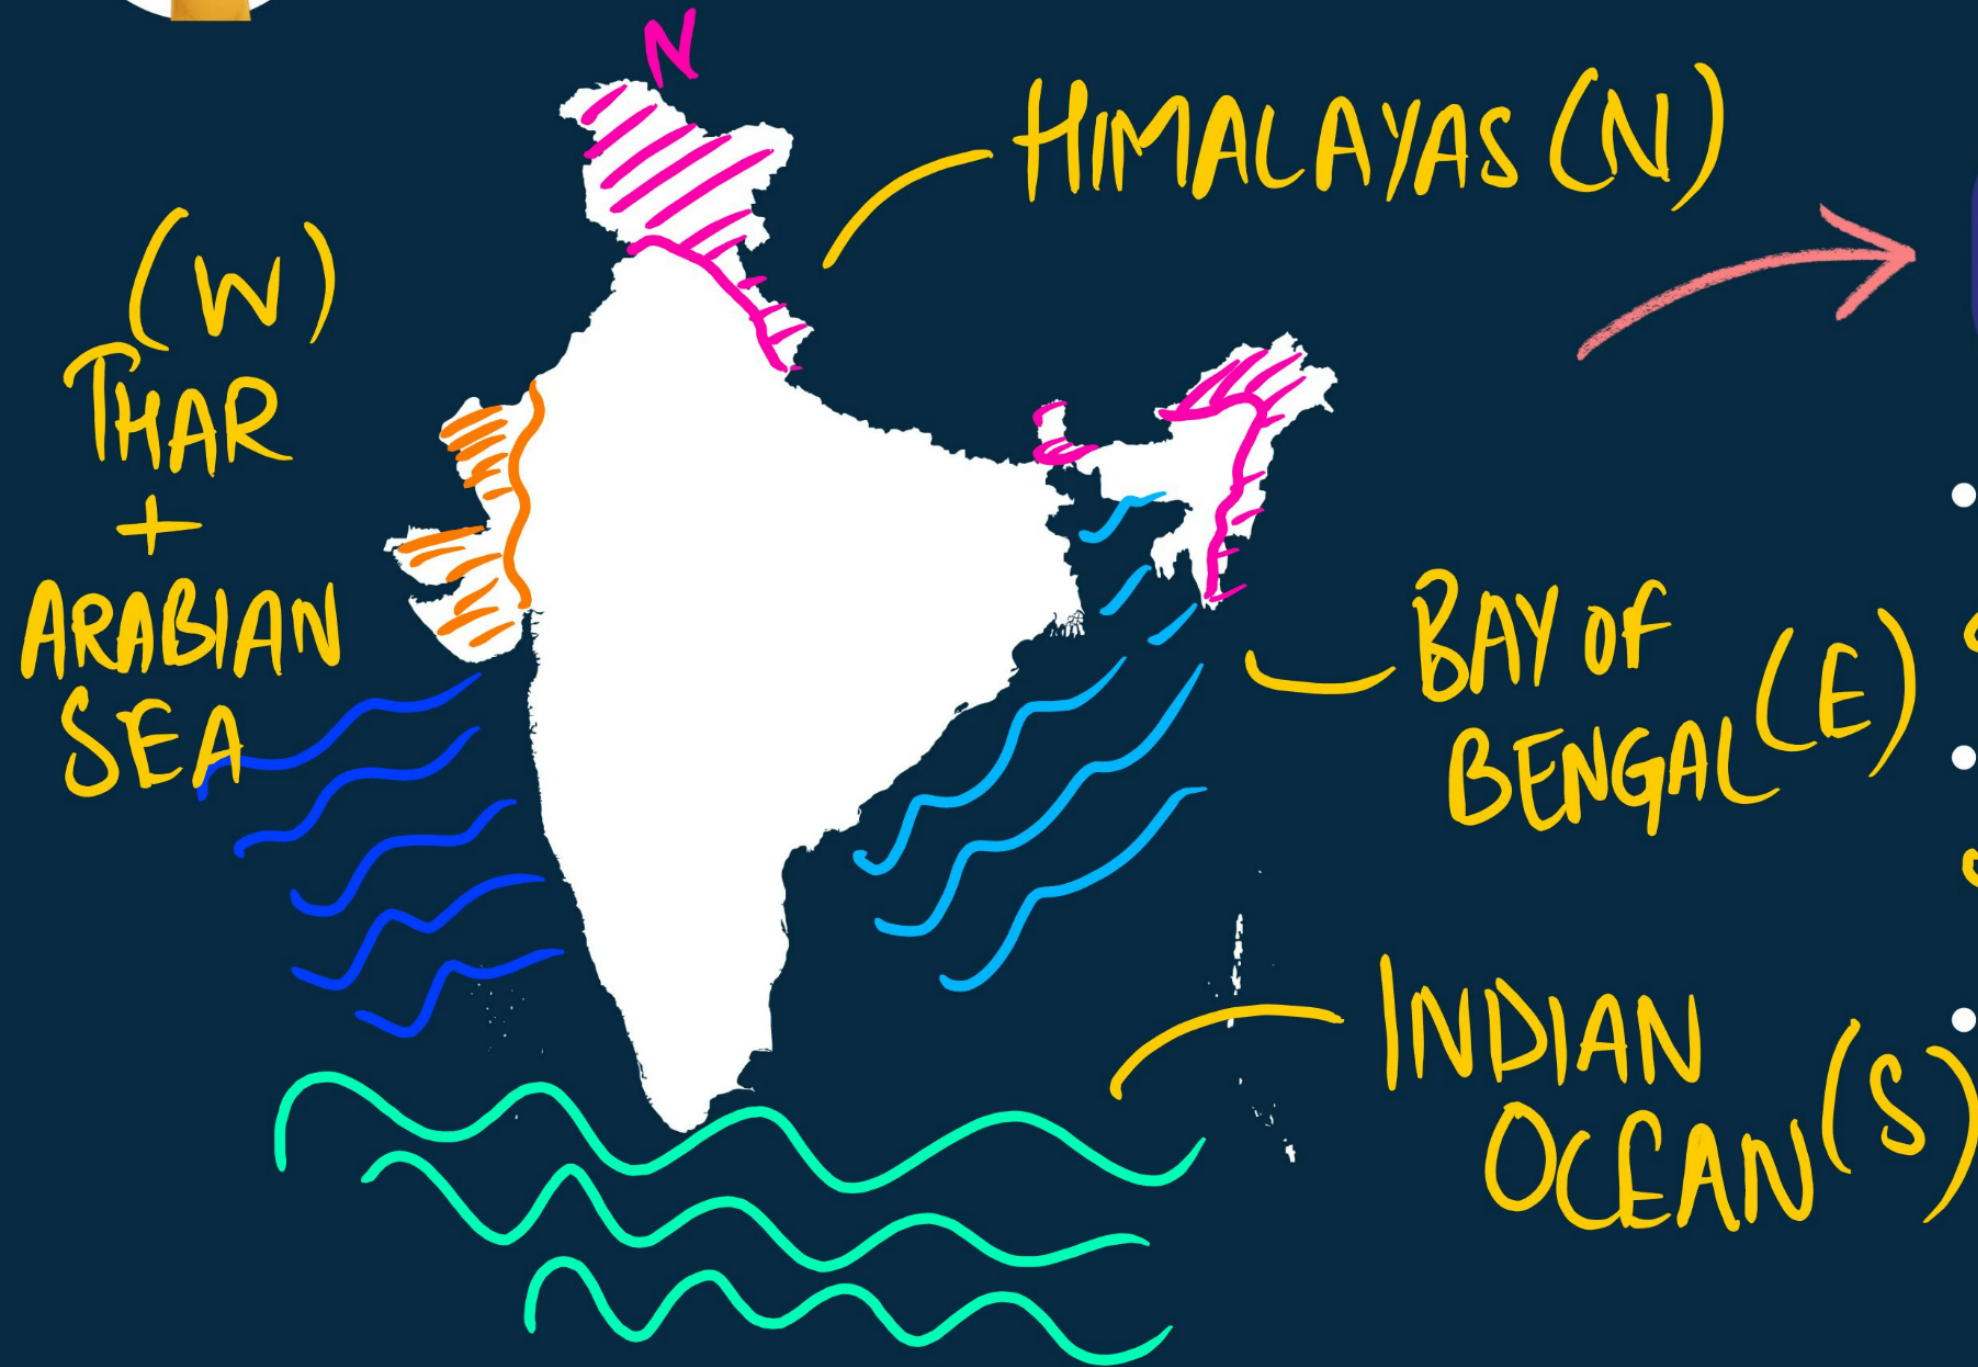 N
HIMALAYAS (N)
(W)
THAR
+
ARABIAN
SEA
BAY OF
BENGAL (E)
INDIAN
OCEAN (S)